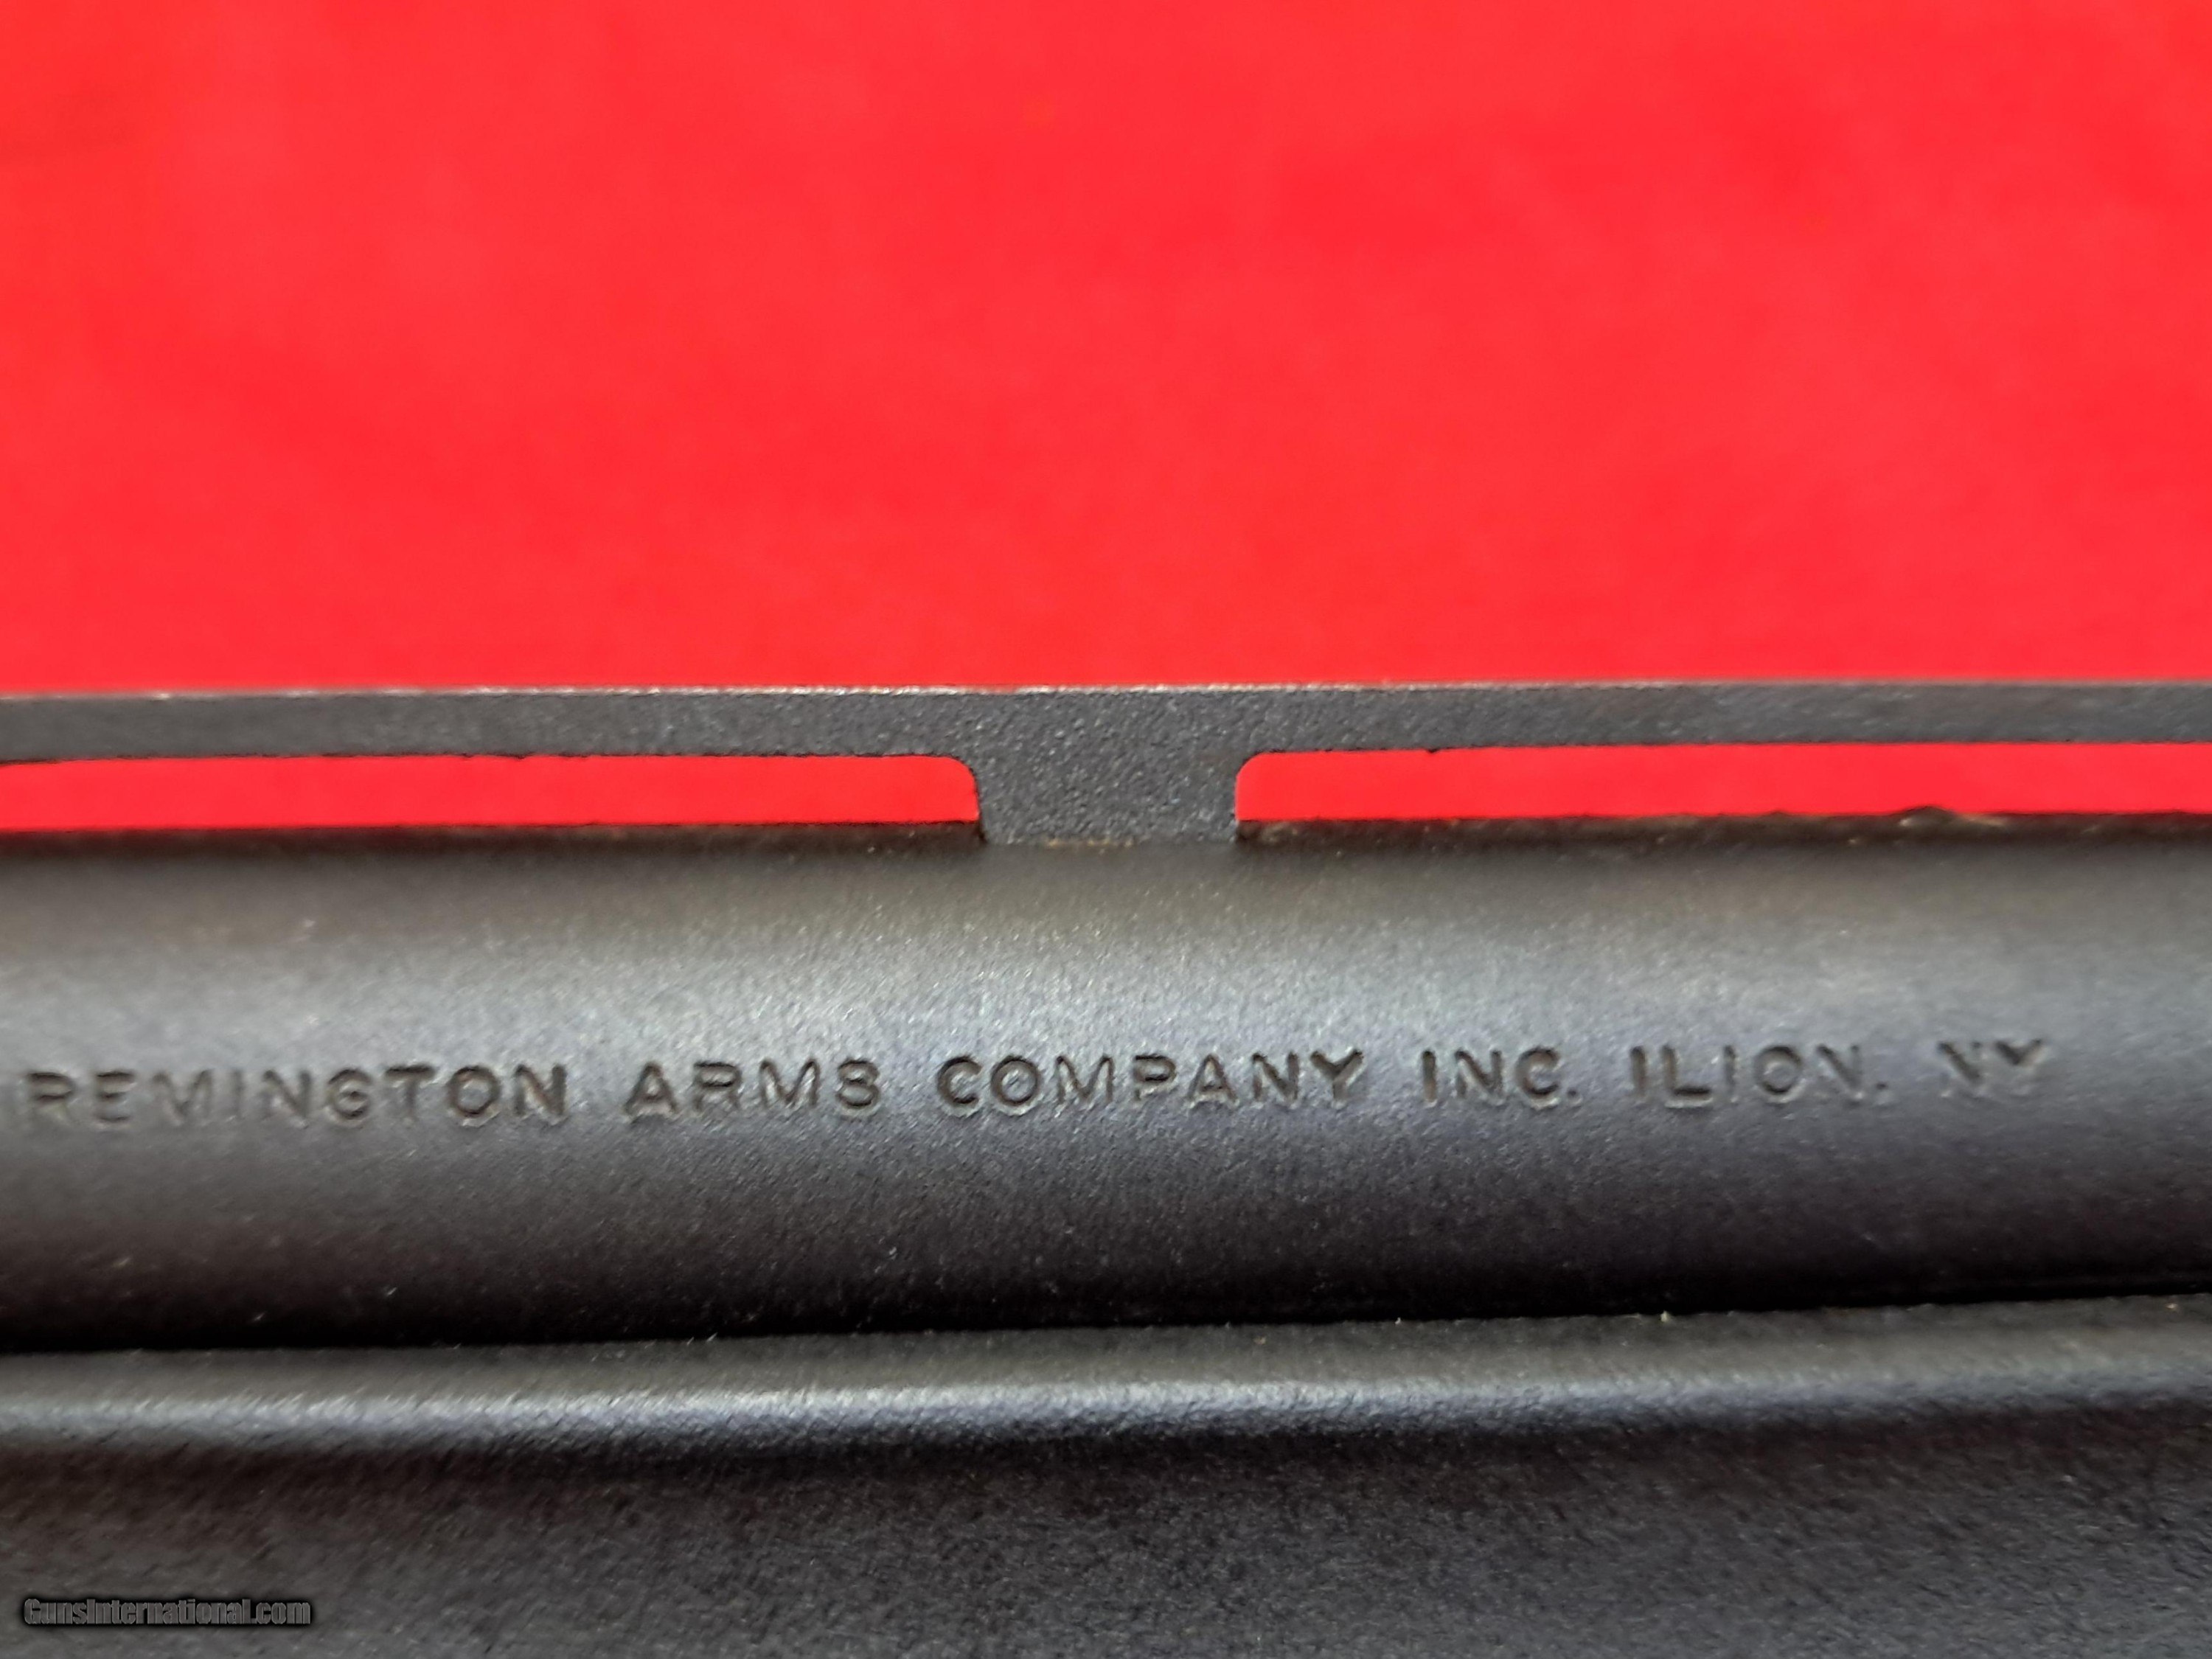 REMINGTON ARMS COMPANY INC. ILION, NY
GunsInternational.com